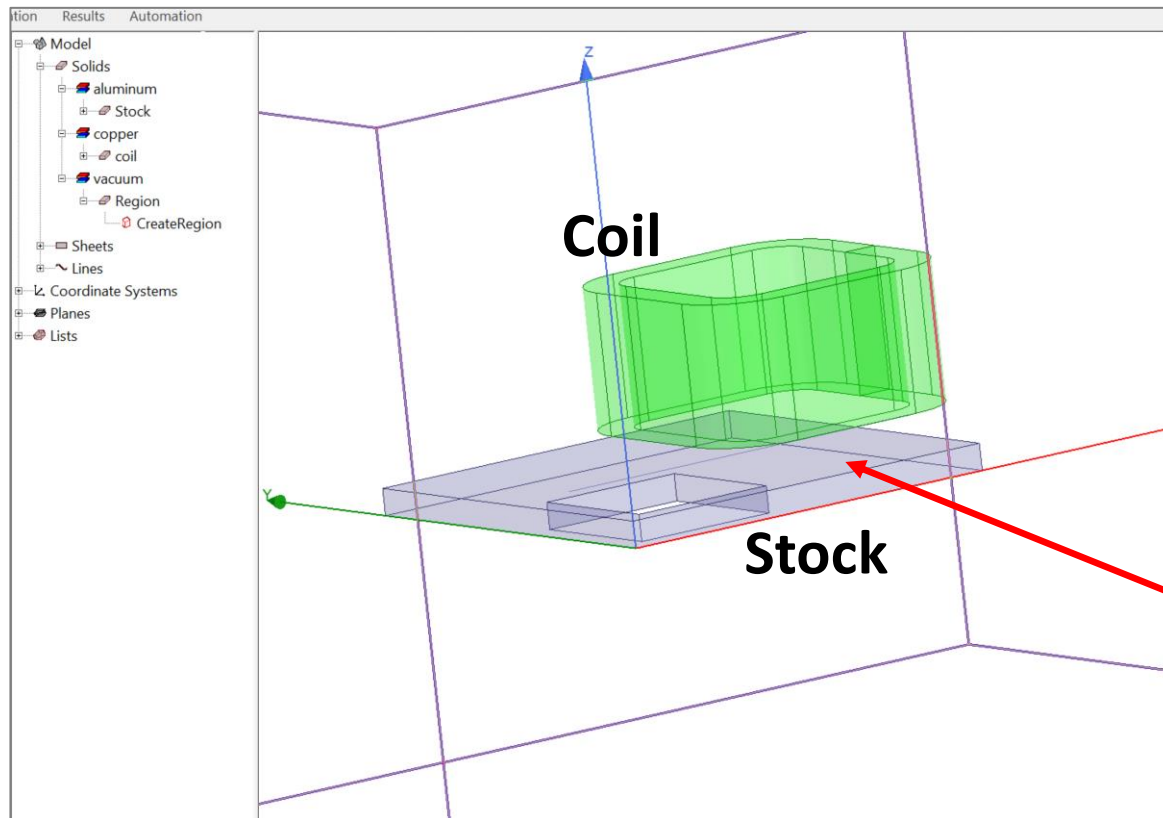 tion Results Automation
Model
Solids
aluminum
Stock
copper
coil
vacuum
Region
CreateRegion
Sheets
Lines
Coordinate Systems
Planes
Lists
Z
Coil
Y
Stock